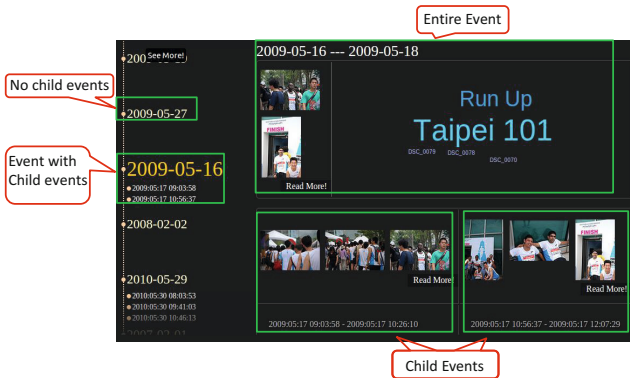 Entire Event
See More!
2009-05-16 --- 2009-05-18
No child events
2009-05-27
Run Up
Taipei 101
DSC_0079 DSC_0078
DSC_0070
FINISH
Read More!
Event with
Child events
2009-05-16
2009:05:17 09:03:58
2009:05:17 10:56:37
2008-02-02
FINISH
Read More!
Read More!
2010-05-29
2010:05:30 08:03:53
2010:05:30 09:41:03
2010:05:30 10:46:13
2009:05:17 09:03:58 - 2009:05:17 10:26:10
2009:05:17 10:56:37 - 2009:05:17 12:07:29
Child Events